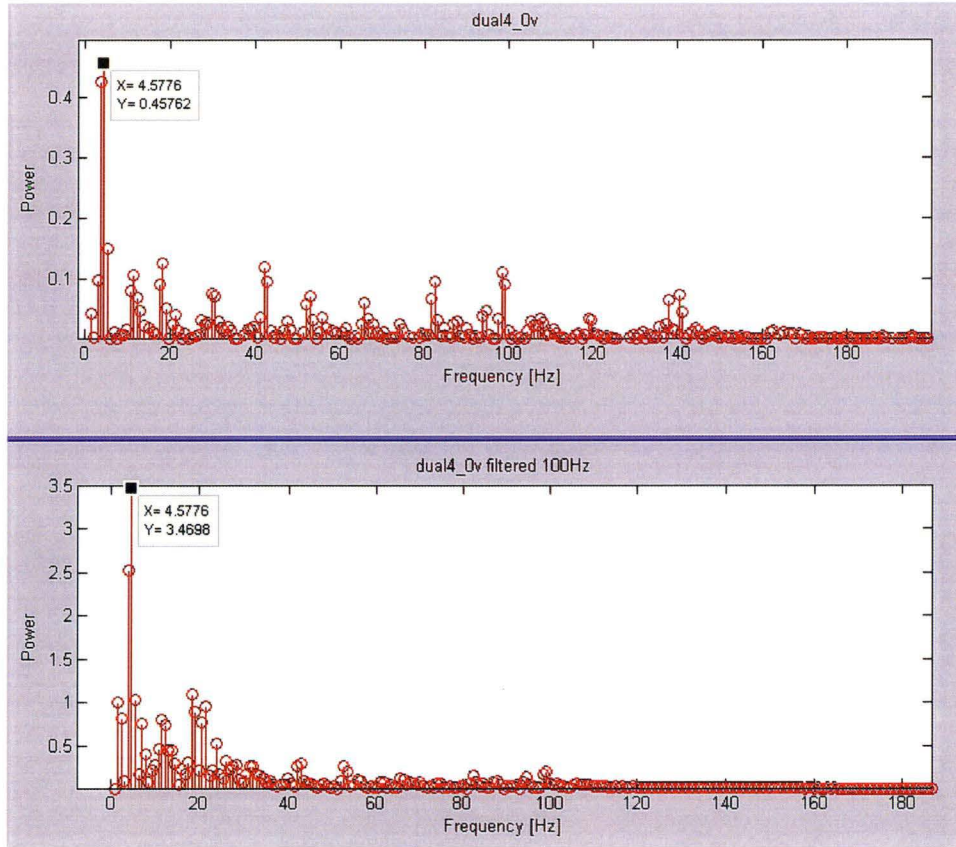 dual4_0v
X= 4.5776
Y= 0.45762
0.4
0.3
0.2
0.1
Power
0 20 40 60 80 100 120 140 160 180
Frequency [Hz]
dual4_0v filtered 100Hz
X= 4.5776
Y= 3.4698
3.5
3
2.5
2
1.5
1
0.5
Power
0 20 40 60 80 100 120 140 160 180
Frequency [Hz]